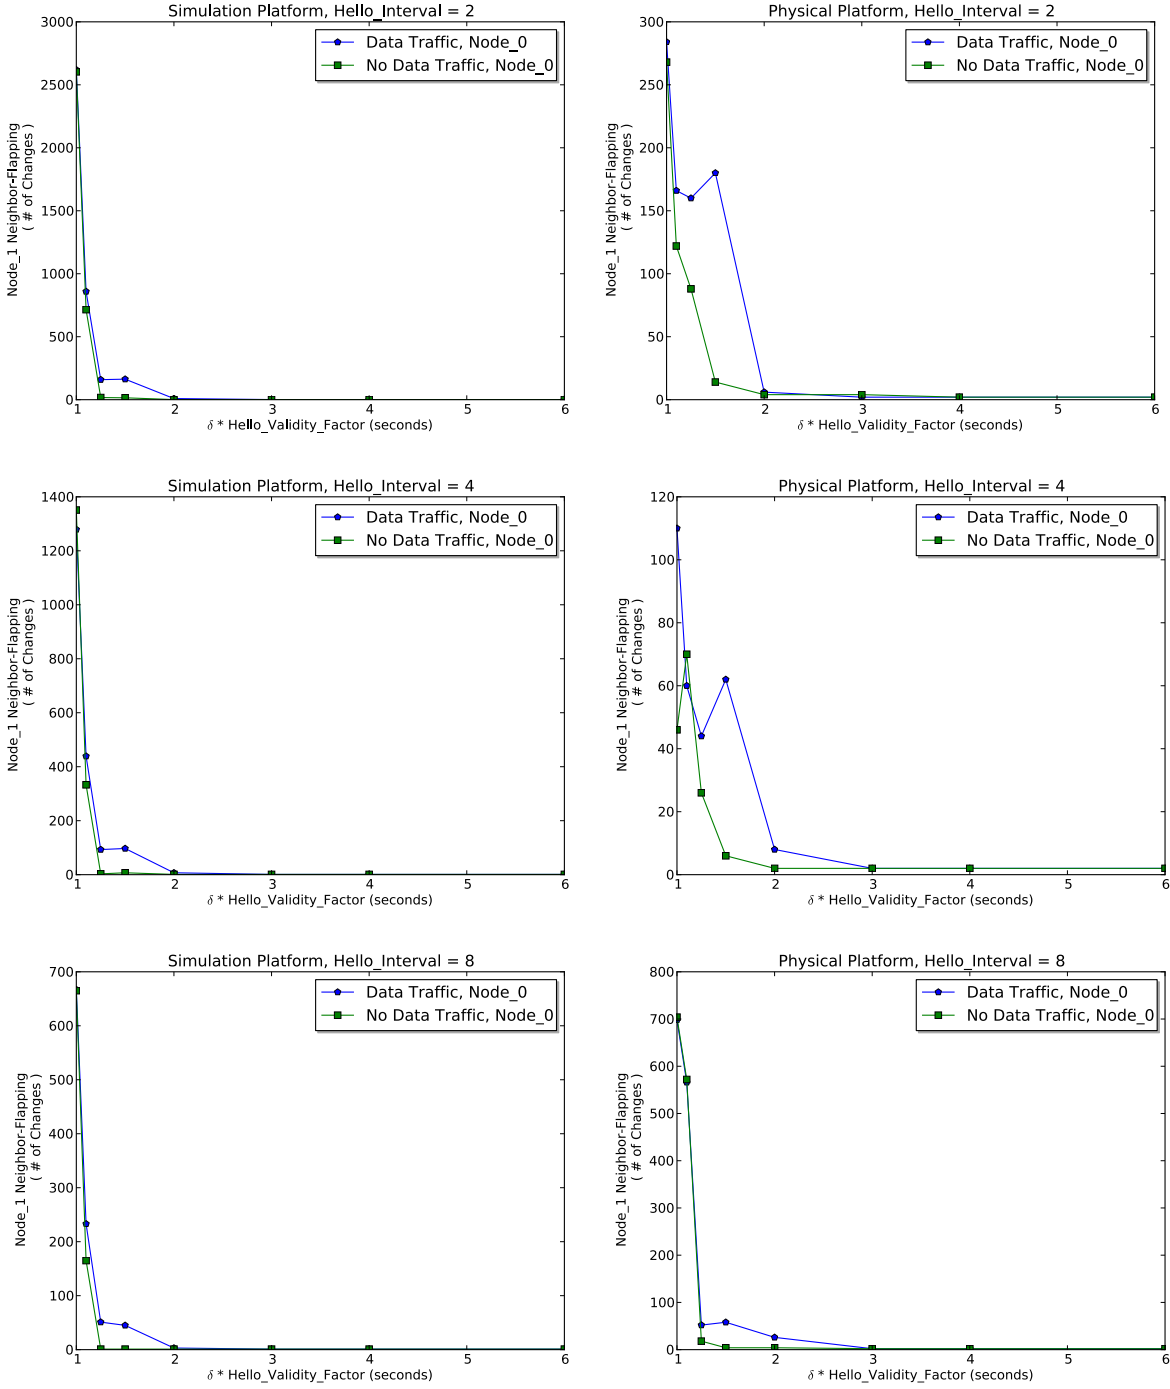 Simulation Platform, Hello_Interval = 2
3000
2500
2000
1500
1000
500
0
Node_1 Neighbor-Flapping
( # of Changes )
Data Traffic, Node_0
No Data Traffic, Node_0
1 2 3 4 5 6
δ * Hello_Validity_Factor (seconds)
Physical Platform, Hello_Interval = 2
300
250
200
150
100
50
0
Node_1 Neighbor-Flapping
( # of Changes )
Data Traffic, Node_0
No Data Traffic, Node_0
1 2 3 4 5 6
δ * Hello_Validity_Factor (seconds)
Simulation Platform, Hello_Interval = 4
1400
1200
1000
800
600
400
200
0
Node_1 Neighbor-Flapping
( # of Changes )
Data Traffic, Node_0
No Data Traffic, Node_0
1 2 3 4 5 6
δ * Hello_Validity_Factor (seconds)
Physical Platform, Hello_Interval = 4
120
100
80
60
40
20
0
Node_1 Neighbor-Flapping
( # of Changes )
Data Traffic, Node_0
No Data Traffic, Node_0
1 2 3 4 5 6
δ * Hello_Validity_Factor (seconds)
Simulation Platform, Hello_Interval = 8
700
600
500
400
300
200
100
0
Node_1 Neighbor-Flapping
( # of Changes )
Data Traffic, Node_0
No Data Traffic, Node_0
1 2 3 4 5 6
δ * Hello_Validity_Factor (seconds)
Physical Platform, Hello_Interval = 8
800
700
600
500
400
300
200
100
0
Node_1 Neighbor-Flapping
( # of Changes )
Data Traffic, Node_0
No Data Traffic, Node_0
1 2 3 4 5 6
δ * Hello_Validity_Factor (seconds)